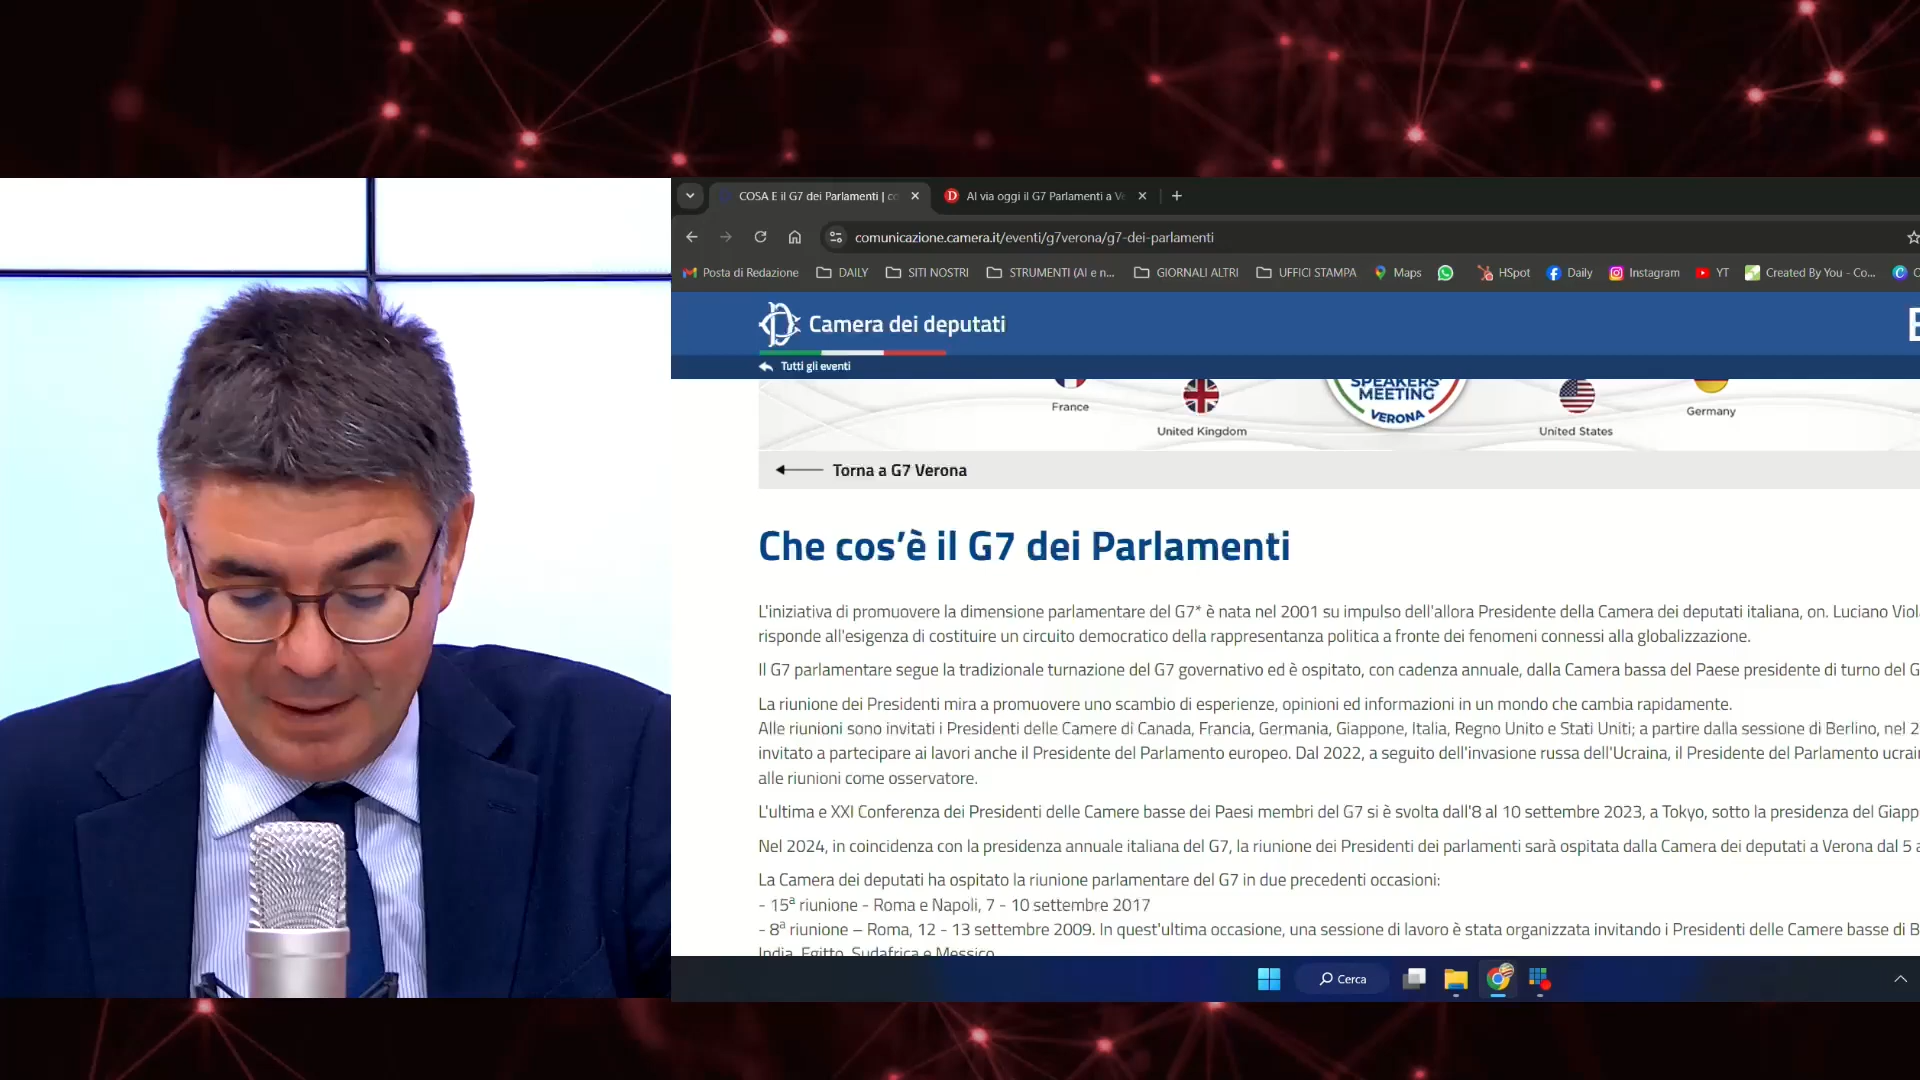 COSA E il G7 dei Parlamenti | co
Al via oggi il G7 Parlamenti a Ve
comunicazione.camera.it/eventi/g7verona/g7-dei-parlamenti
Posta di Redazione DAILY SITI NOSTRI STRUMENTI (AI e n... GIORNALI ALTRI UFFICI STAMPA Maps HSpot Daily Instagram YT Created By You - Co...
Camera dei deputati
Tutti gli eventi
France
United Kingdom
SPEAKERS
MEETING
VERONA
United States
Germany
Torna a G7 Verona
Che cos’è il G7 dei Parlamenti
L'iniziativa di promuovere la dimensione parlamentare del G7* è nata nel 2001 su impulso dell'allora Presidente della Camera dei deputati italiana, on. Luciano Viola
risponde all'esigenza di costituire un circuito democratico della rappresentanza politica a fronte dei fenomeni connessi alla globalizzazione.
Il G7 parlamentare segue la tradizionale turnazione del G7 governativo ed è ospitato, con cadenza annuale, dalla Camera bassa del Paese presidente di turno del G
La riunione dei Presidenti mira a promuovere uno scambio di esperienze, opinioni ed informazioni in un mondo che cambia rapidamente.
Alle riunioni sono invitati i Presidenti delle Camere di Canada, Francia, Germania, Giappone, Italia, Regno Unito e Stati Uniti; a partire dalla sessione di Berlino, nel 2
invitato a partecipare ai lavori anche il Presidente del Parlamento europeo. Dal 2022, a seguito dell'invasione russa dell'Ucraina, il Presidente del Parlamento ucrai
alle riunioni come osservatore.
L'ultima e XXI Conferenza dei Presidenti delle Camere basse dei Paesi membri del G7 si è svolta dall'8 al 10 settembre 2023, a Tokyo, sotto la presidenza del Giapp
Nel 2024, in coincidenza con la presidenza annuale italiana del G7, la riunione dei Presidenti dei parlamenti sarà ospitata dalla Camera dei deputati a Verona dal 5 a
La Camera dei deputati ha ospitato la riunione parlamentare del G7 in due precedenti occasioni:
- 15ª riunione - Roma e Napoli, 7 - 10 settembre 2017
- 8ª riunione – Roma, 12 - 13 settembre 2009. In quest'ultima occasione, una sessione di lavoro è stata organizzata invitando i Presidenti delle Camere basse di B
India, Egitto, Sudafrica e Messico
Cerca